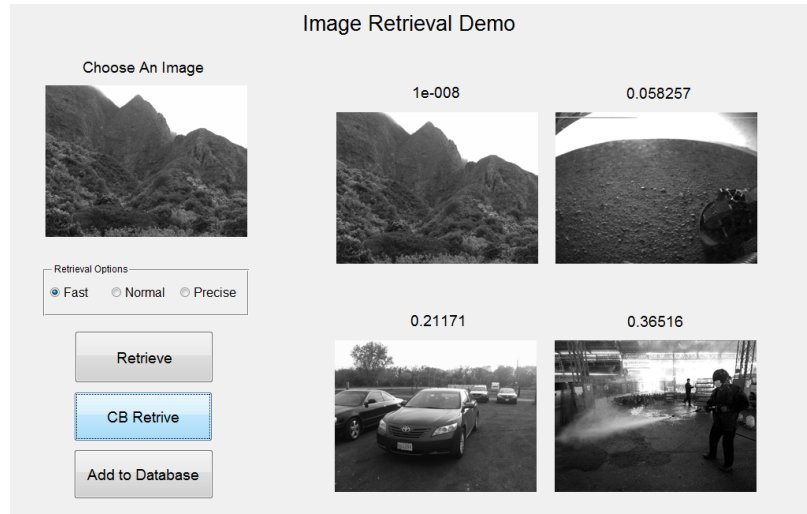 Image Retrieval Demo
Choose An Image
1e-008
0.058257
Retrieval Options
Fast Normal Precise
0.21171
0.36516
Retrieve
CB Retrive
Add to Database